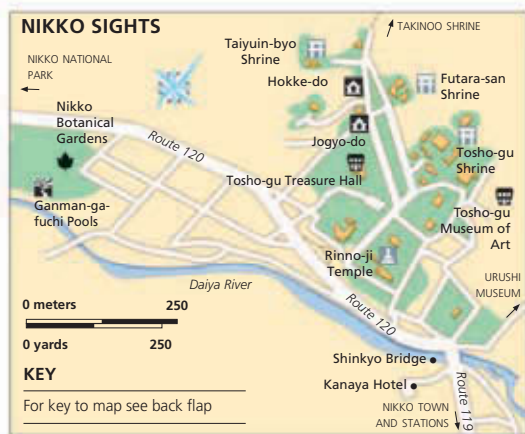 NIKKO SIGHTS
TAKINOO SHRINE
Taiyuin-byo
Shrine
NIKKO NATIONAL
PARK
Hokke-do
Futara-san
Shrine
Nikko
Botanical
Gardens
Route 120
Jogyo-do
Tosho-gu
Shrine
Tosho-gu Treasure Hall
Ganman-ga-
fuchi Pools
Tosho-gu
Museum of
Art
Rinno-ji
Temple
URUSHI
MUSEUM
Daiya River
Route 120
0 meters 250
0 yards 250
Shinkyo Bridge
KEY
Kanaya Hotel
Route 119
For key to map see back flap
NIKKO TOWN
AND STATIONS